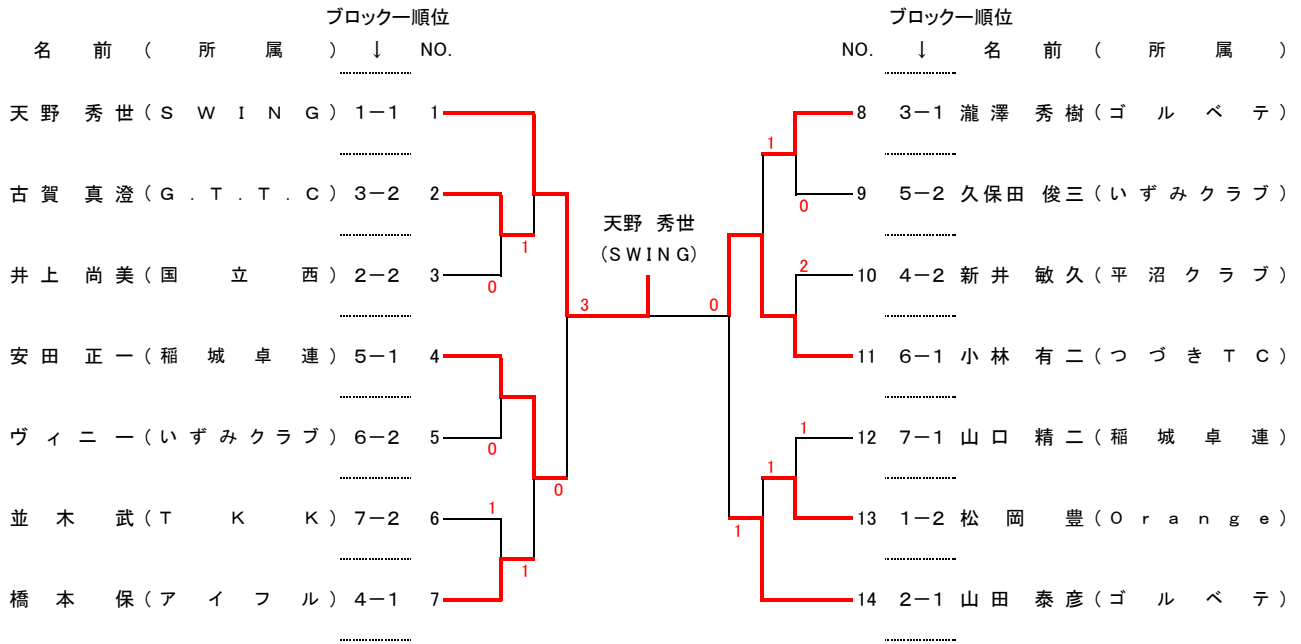 ブロック―順位 ブロック―順位
名 前 ( 所 属 ) ↓ NO. NO. ↓ 名 前 ( 所 属 )
天野 秀世 (SWING) 1－1 1 8 3－1 瀧澤 秀樹 (ゴルベテ)
1
古賀 真澄 (G.T.T.C) 3－2 2 9 5－2 久保田 俊三 (いずみクラブ)
0
天野 秀世
1
(SWING)
井上 尚美 (国立西) 2－2 3 2 10 4－2 新井 敏久 (平沼クラブ)
0
3 0
安田 正一 (稲城卓連) 5－1 4 11 6－1 小林 有二 (つづきTC)
ヴィニー (いずみクラブ) 6－2 5 1 12 7－1 山口 精二 (稲城卓連)
0
1
0
並木 武 (TKK) 7－2 6 1 13 1－2 松岡 豊 (Orange)
1
1
橋本 保 (アイフル) 4－1 7 14 2－1 山田 泰彦 (ゴルベテ)